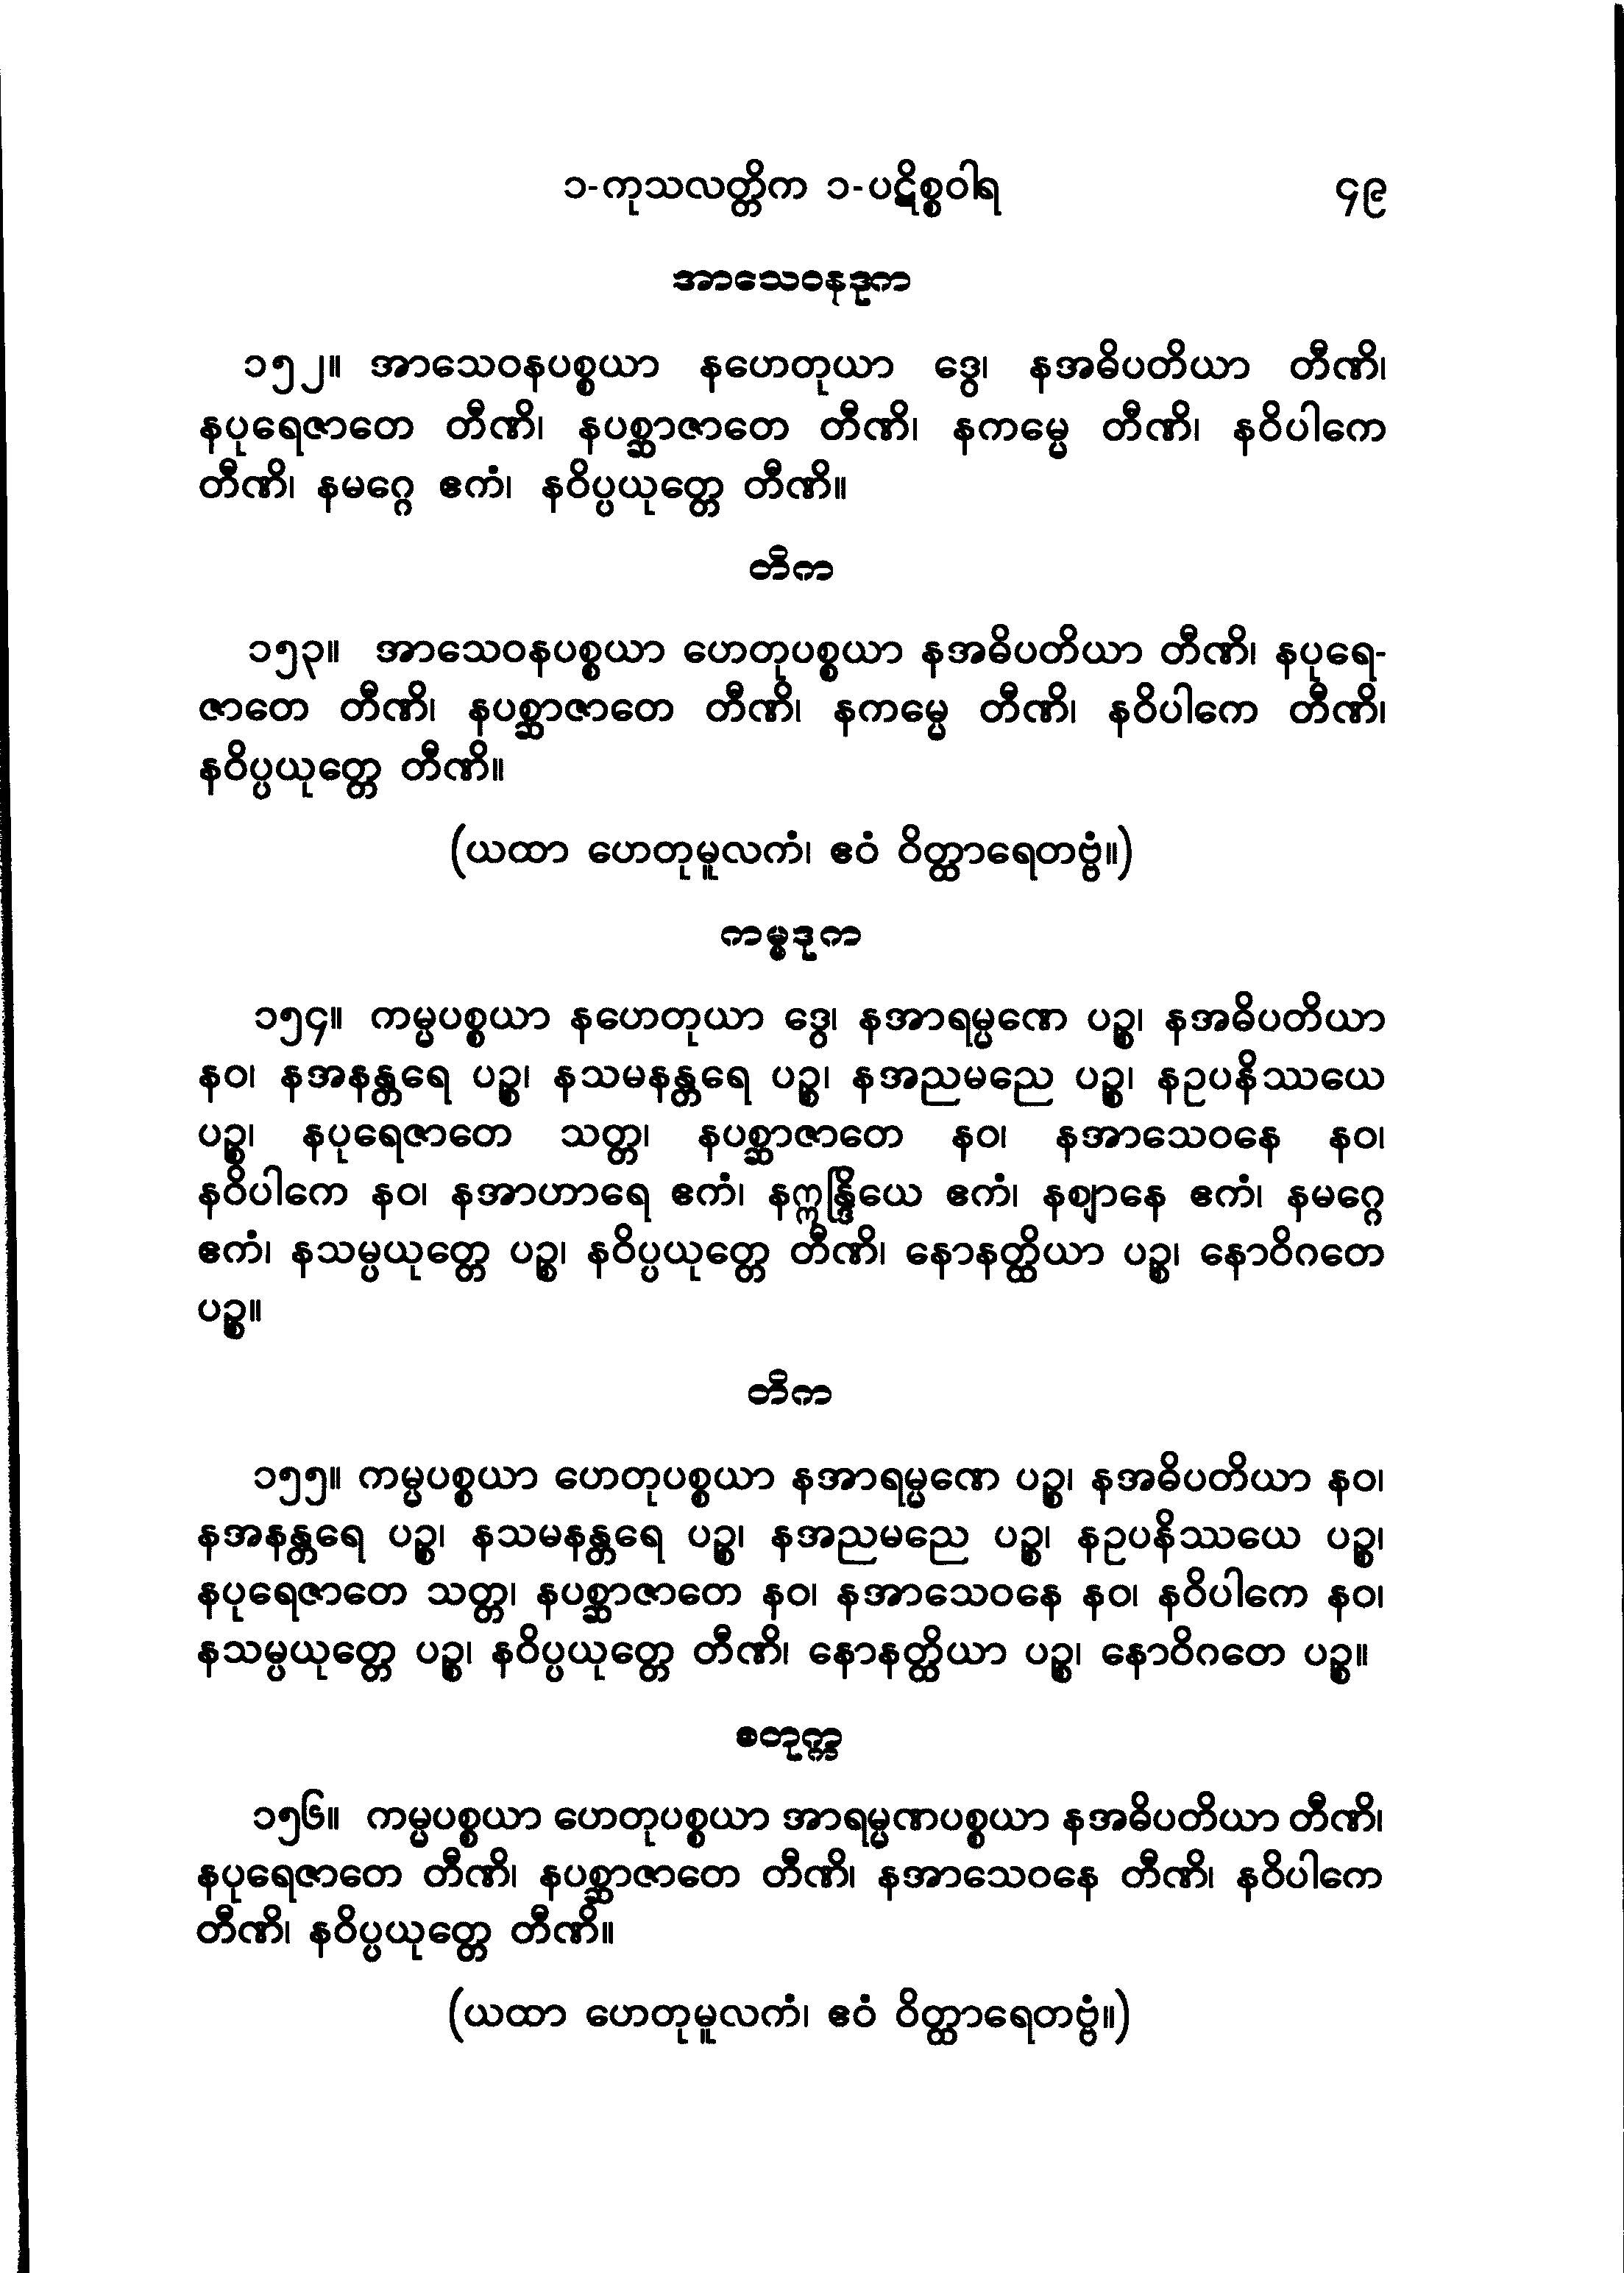 ၁-ကုသလတ္တိက ၁-ပဋိစ္စဝါရ ၄၉
အာသေဝနဒုက
၁၅၂။ အာသေဝနပစ္စယာ နဟေတုယာ ဒွေ၊ နအဓိပတိယာ တီဏိ၊
နပုရေဇာတေ တီဏိ၊ နပစ္ဆာဇာတေ တီဏိ၊ နကမ္မေ တီဏိ၊ နဝိပါကေ
တီဏိ၊ နမဂ္ဂေ ဧကံ၊ နဝိပ္ပယုတ္တေ တီဏိ။
တိက
၁၅၃။ အာသေဝနပစ္စယာ ဟေတုပစ္စယာ နအဓိပတိယာ တီဏိ၊ နပုရေ-
ဇာတေ တီဏိ၊ နပစ္ဆာဇာတေ တီဏိ၊ နကမ္မေ တီဏိ၊ နဝိပါကေ တီဏိ၊
နဝိပ္ပယုတ္တေ တီဏိ။
(ယထာ ဟေတုမူလကံ၊ ဧဝံ ဝိတ္ထာရေတဗ္ဗံ။)
ကမ္မဒုက
၁၅၄။ ကမ္မပစ္စယာ နဟေတုယာ ဒွေ၊ နအာရမ္မဏေ ပဉ္စ၊ နအဓိပတိယာ
နဝ၊ နအနန္တရေ ပဉ္စ၊ နသမနန္တရေ ပဉ္စ၊ နအညမညေ ပဉ္စ၊ နဥပနိဿယေ
ပဉ္စ၊ နပုရေဇာတေ သတ္တ၊ နပစ္ဆာဇာတေ နဝ၊ နအာသေဝနေ နဝ၊
နဝိပါကေ နဝ၊ နအာဟာရေ ဧကံ၊ နဣန္ဒြိယေ ဧကံ၊ နဈာနေ ဧကံ၊ နမဂ္ဂေ
ဧကံ၊ နသမ္ပယုတ္တေ ပဉ္စ၊ နဝိပ္ပယုတ္တေ တီဏိ၊ နောနတ္ထိယာ ပဉ္စ၊ နောဝိဂတေ
ပဉ္စ။
တိက
၁၅၅။ ကမ္မပစ္စယာ ဟေတုပစ္စယာ နအာရမ္မဏေ ပဉ္စ၊ နအဓိပတိယာ နဝ၊
နအနန္တရေ ပဉ္စ၊ နသမနန္တရေ ပဉ္စ၊ နအညမညေ ပဉ္စ၊ နဥပနိဿယေ ပဉ္စ၊
နပုရေဇာတေ သတ္တ၊ နပစ္ဆာဇာတေ နဝ၊ နအာသေဝနေ နဝ၊ နဝိပါကေ နဝ၊
နသမ္ပယုတ္တေ ပဉ္စ၊ နဝိပ္ပယုတ္တေ တီဏိ၊ နောနတ္ထိယာ ပဉ္စ၊ နောဝိဂတေ ပဉ္စ။
စတုက္က
၁၅၆။ ကမ္မပစ္စယာ ဟေတုပစ္စယာ အာရမ္မဏပစ္စယာ နအဓိပတိယာ တီဏိ၊
နပုရေဇာတေ တီဏိ၊ နပစ္ဆာဇာတေ တီဏိ၊ နအာသေဝနေ တီဏိ၊ နဝိပါကေ
တီဏိ၊ နဝိပ္ပယုတ္တေ တီဏိ။
(ယထာ ဟေတုမူလကံ၊ ဧဝံ ဝိတ္ထာရေတဗ္ဗံ။)